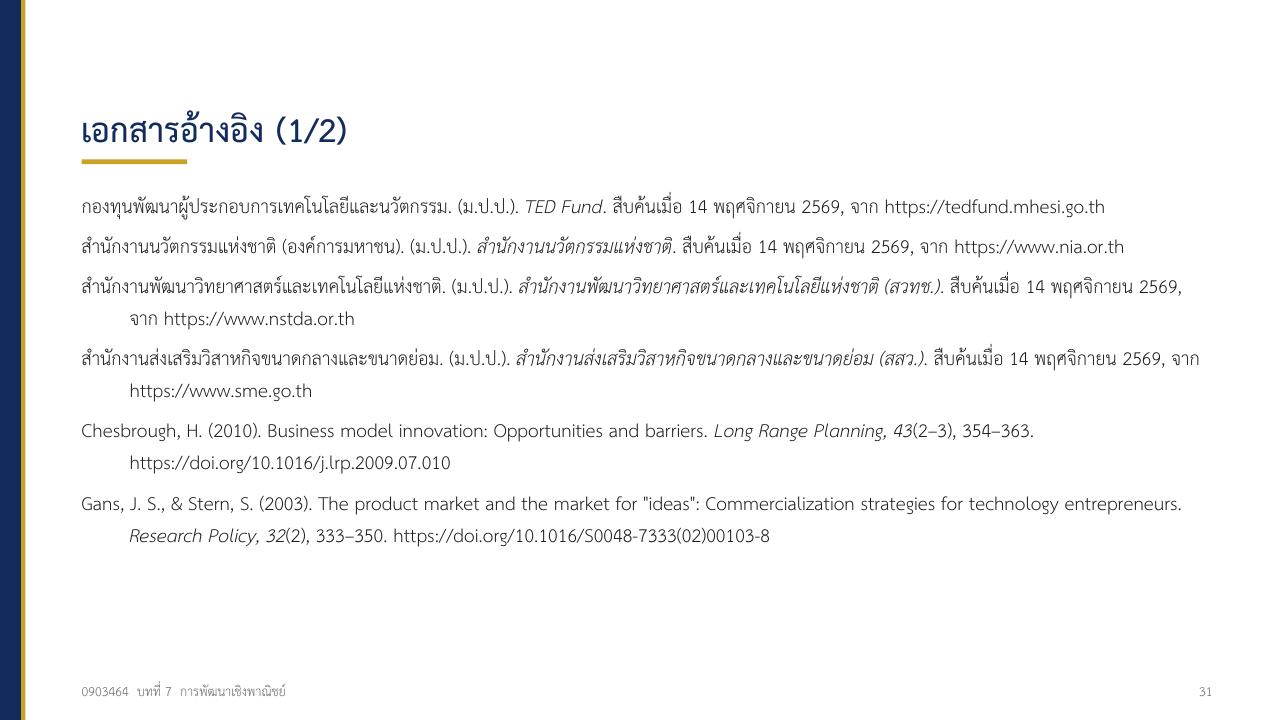 เอกสารอ้างอิง (1/2)
กองทุนพัฒนาผู้ประกอบการเทคโนโลยีและนวัตกรรม. (ม.ป.ป.). TED Fund. สืบค้นเมื่อ 14 พฤศจิกายน 2569, จาก https://tedfund.mhesi.go.th
สำนักงานนวัตกรรมแห่งชาติ (องค์การมหาชน). (ม.ป.ป.). สำนักงานนวัตกรรมแห่งชาติ. สืบค้นเมื่อ 14 พฤศจิกายน 2569, จาก https://www.nia.or.th
สำนักงานพัฒนาวิทยาศาสตร์และเทคโนโลยีแห่งชาติ. (ม.ป.ป.). สำนักงานพัฒนาวิทยาศาสตร์และเทคโนโลยีแห่งชาติ (สวทช.). สืบค้นเมื่อ 14 พฤศจิกายน 2569,
จาก https://www.nstda.or.th
สำนักงานส่งเสริมวิสาหกิจขนาดกลางและขนาดย่อม. (ม.ป.ป.). สำนักงานส่งเสริมวิสาหกิจขนาดกลางและขนาดย่อม (สสว.). สืบค้นเมื่อ 14 พฤศจิกายน 2569, จาก
https://www.sme.go.th
Chesbrough, H. (2010). Business model innovation: Opportunities and barriers. Long Range Planning, 43(2–3), 354–363.
https://doi.org/10.1016/j.lrp.2009.07.010
Gans, J. S., & Stern, S. (2003). The product market and the market for "ideas": Commercialization strategies for technology entrepreneurs.
Research Policy, 32(2), 333–350. https://doi.org/10.1016/S0048-7333(02)00103-8
0903464 บทที่ 7 การพัฒนาเชิงพาณิชย์
31